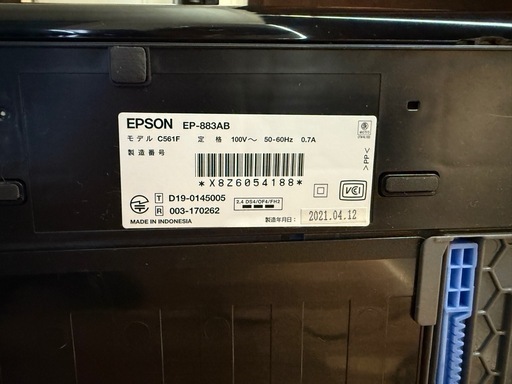 EPSON EP-883AB
モデル C561F 定 格 100V～ 50-60Hz 0.7A
製 造 番 号
*X8Z6054188*
T D19-0145005
R 003-170262
2.4 DS4/OF4/FH2
MADE IN INDONESIA
製造年月日: 2021.04.12
VCCI
>PP<